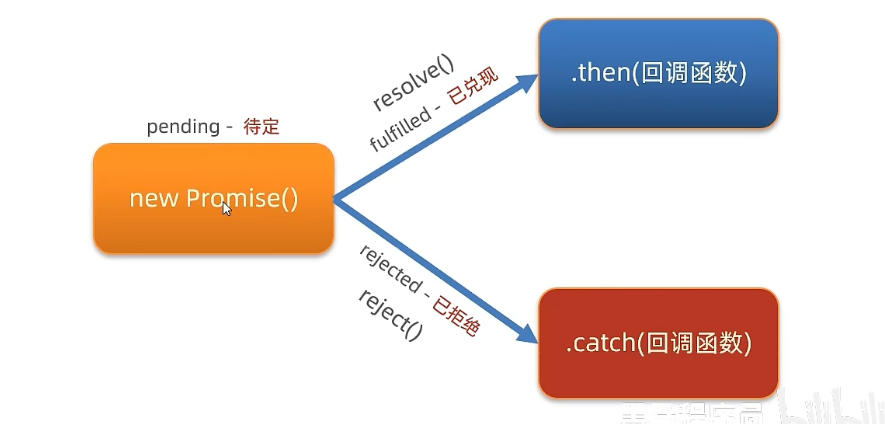 pending - 待定
new Promise()
resolve()
fulfilled - 已兑现
.then(回调函数)
rejected - 已拒绝
reject()
.catch(回调函数)
bilibili